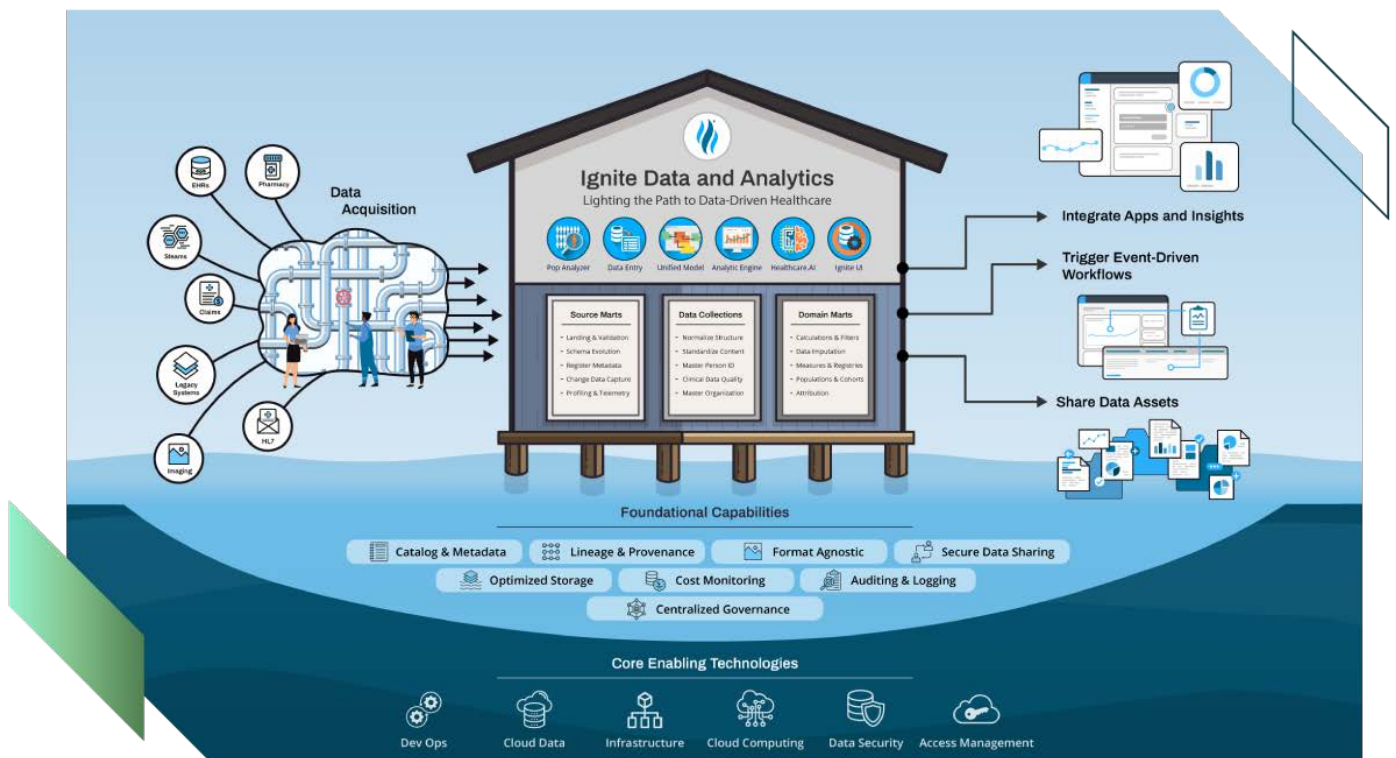 EHRs
Pharmacy
Steams
Claims
Legacy
Systems
HL7
Imaging
Data
Acquisition
Ignite Data and Analytics
Lighting the Path to Data-Driven Healthcare
Pop Analyzer
Data Entry
Unified Model
Analytic Engine
Healthcare.AI
Ignite UI
Source Marts
• Landing & Validation
• Schema Evolution
• Register Metadata
• Change Data Capture
• Profiling & Telemetry
Data Collections
• Normalize Structure
• Standardize Content
• Master Person ID
• Clinical Data Quality
• Master Organization
Domain Marts
• Calculations & Filters
• Data Imputation
• Measures & Registries
• Populations & Cohorts
• Attribution
Integrate Apps and Insights
Trigger Event-Driven
Workflows
Share Data Assets
Foundational Capabilities
Catalog & Metadata
Lineage & Provenance
Format Agnostic
Secure Data Sharing
Optimized Storage
Cost Monitoring
Auditing & Logging
Centralized Governance
Core Enabling Technologies
Dev Ops
Cloud Data
Infrastructure
Cloud Computing
Data Security
Access Management